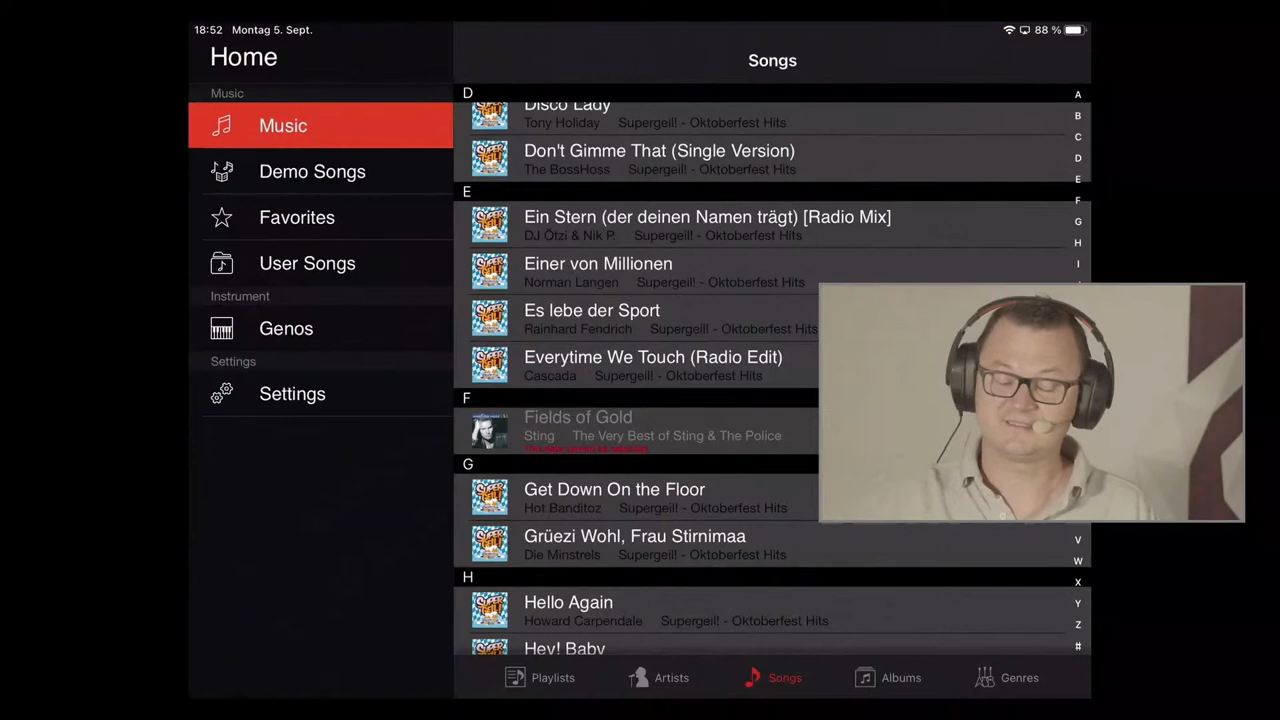 18:52 Montag 5. Sept.
88 %
Home
Songs
Music
Music
Demo Songs
Favorites
User Songs
Instrument
Genos
Settings
Settings
D
Disco Lady
Tony Holiday Supergeil! - Oktoberfest Hits
Don't Gimme That (Single Version)
The BossHoss Supergeil! - Oktoberfest Hits
E
Ein Stern (der deinen Namen trägt) [Radio Mix]
DJ Ötzi & Nik P. Supergeil! - Oktoberfest Hits
Einer von Millionen
Norman Langen Supergeil! - Oktoberfest Hits
Es lebe der Sport
Rainhard Fendrich Supergeil! - Oktoberfest Hits
Everytime We Touch (Radio Edit)
Cascada Supergeil! - Oktoberfest Hits
F
Fields of Gold
Sting The Very Best of Sting & The Police
G
Get Down On the Floor
Hot Banditoz Supergeil! - Oktoberfest Hits
Grüezi Wohl, Frau Stirnimaa
Die Minstrels Supergeil! - Oktoberfest Hits
H
Hello Again
Howard Carpendale Supergeil! - Oktoberfest Hits
Hey! Baby
A
B
C
D
E
F
G
H
I
V
W
X
Y
Z
#
Playlists
Artists
Songs
Albums
Genres